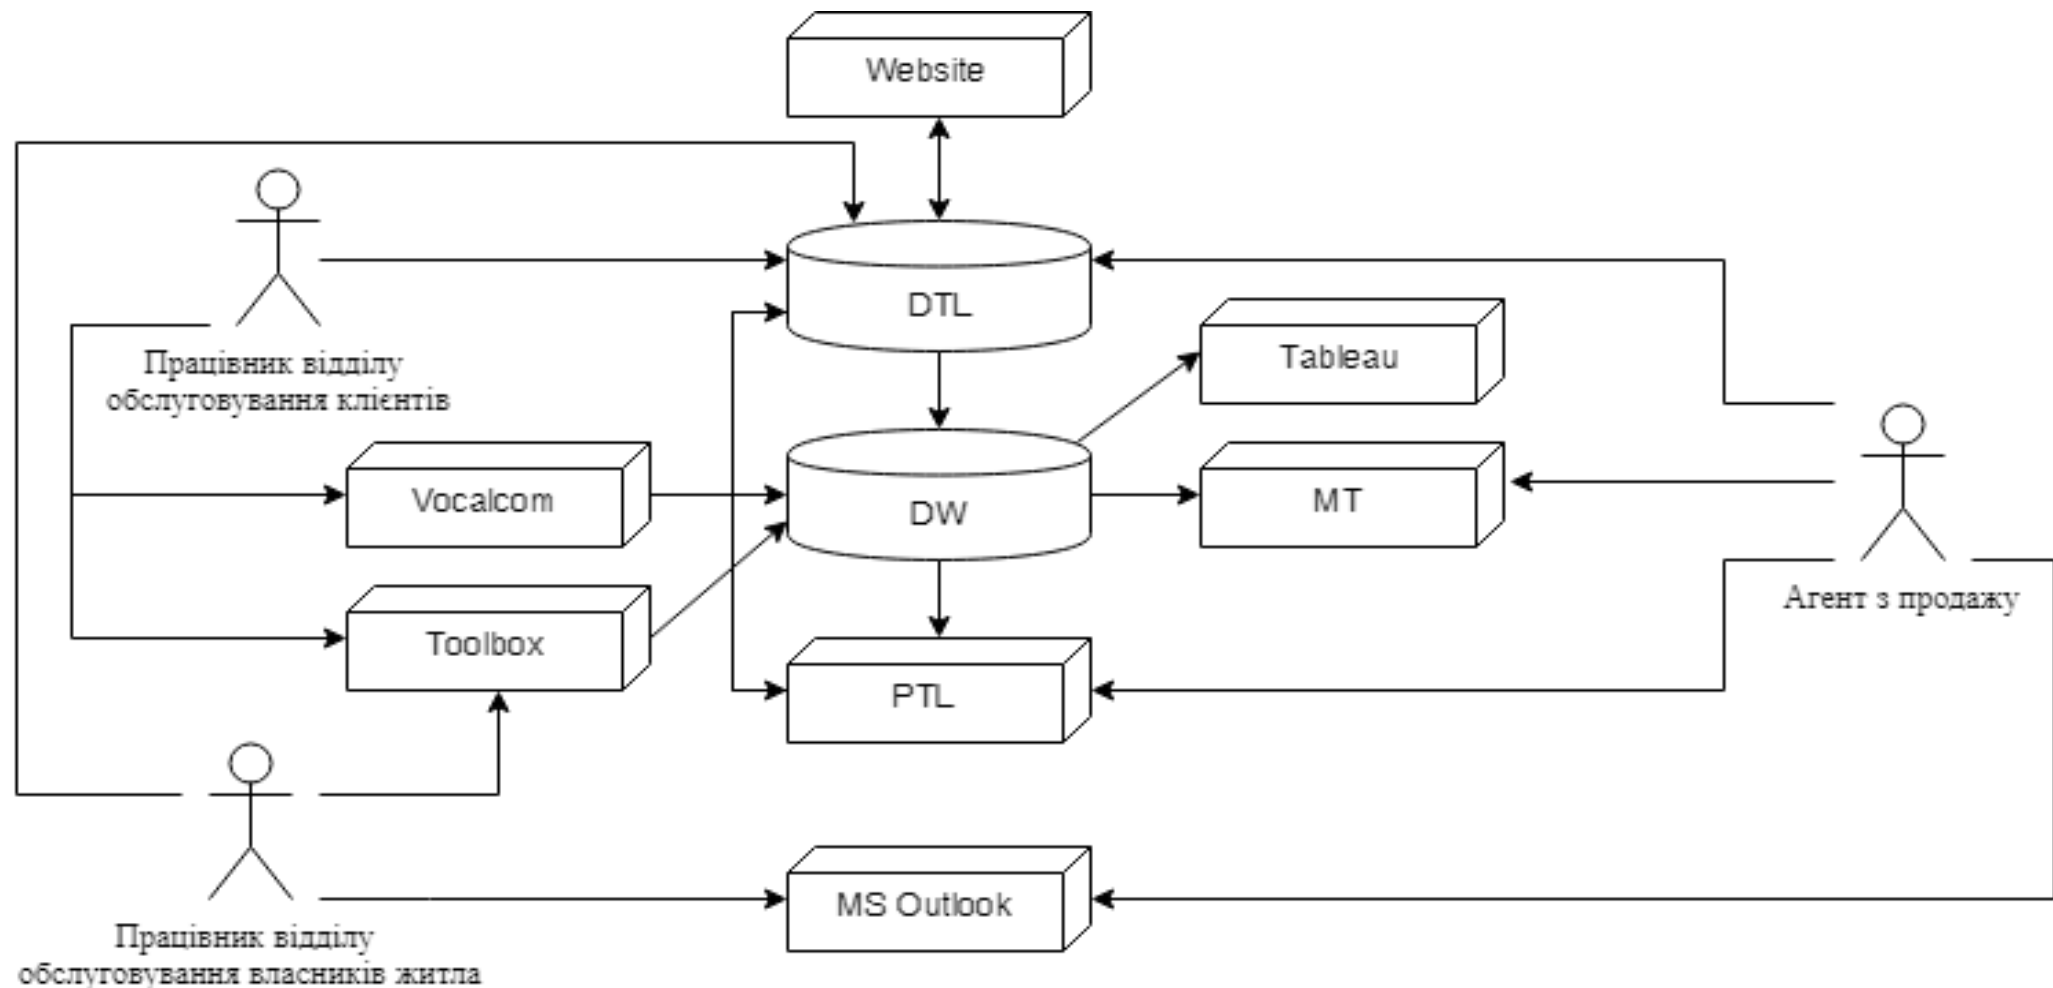 Website
DTL
Працівник відділу
обслуговування клієнтів
Tableau
Vocalcom
DW
MT
Агент з продажу
Toolbox
PTL
MS Outlook
Працівник відділу
обслуговування власників житла